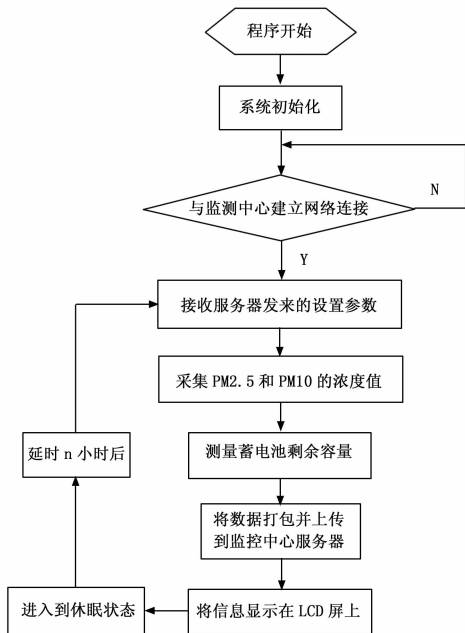 程序开始
系统初始化
与监测中心建立网络连接
N
Y
接收服务器发来的设置参数
采集 PM2.5 和 PM10 的浓度值
延时 n 小时后
测量蓄电池剩余容量
将数据打包并上传
到监控中心服务器
进入到休眠状态
将信息显示在 LCD 屏上